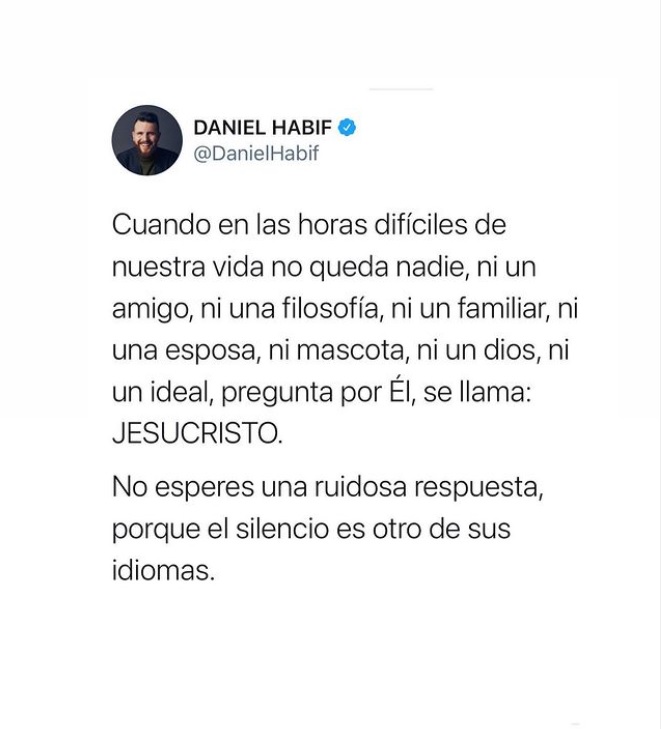 DANIEL HABIF
@DanielHabif
Cuando en las horas difíciles de
nuestra vida no queda nadie, ni un
amigo, ni una filosofía, ni un familiar, ni
una esposa, ni mascota, ni un dios, ni
un ideal, pregunta por Él, se llama:
JESUCRISTO.
No esperes una ruidosa respuesta,
porque el silencio es otro de sus
idiomas.